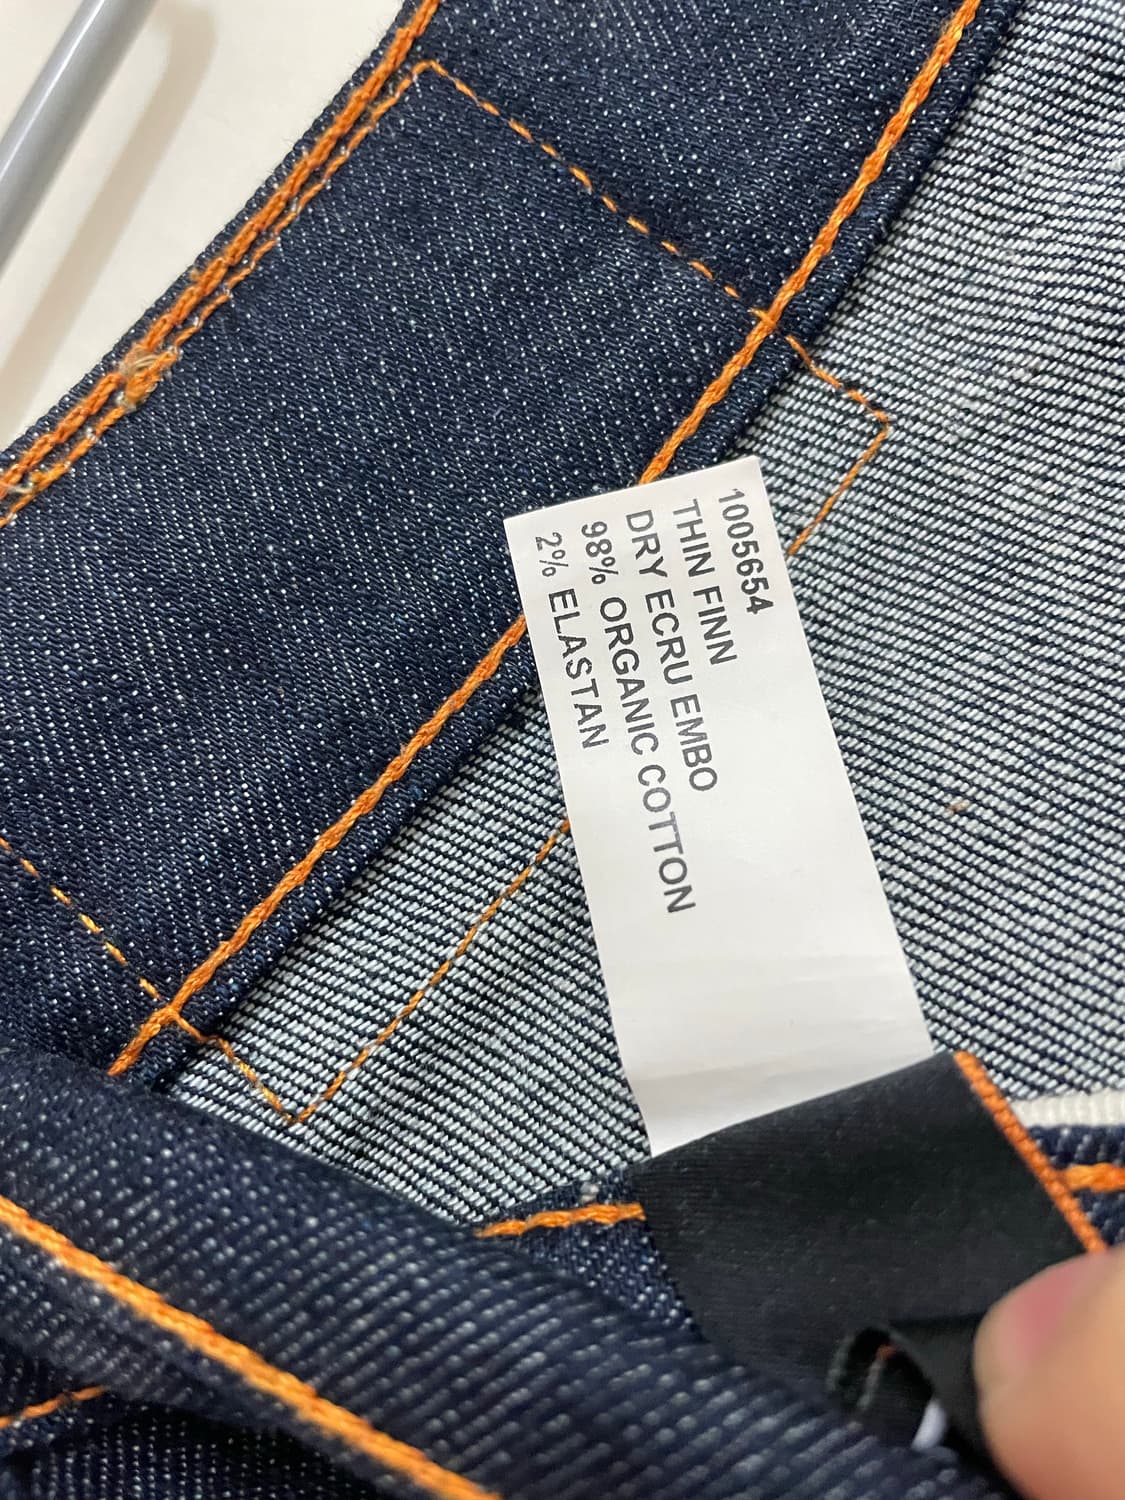 1005654
THIN FINN
DRY ECRU EMBO
98% ORGANIC COTTON
2% ELASTAN